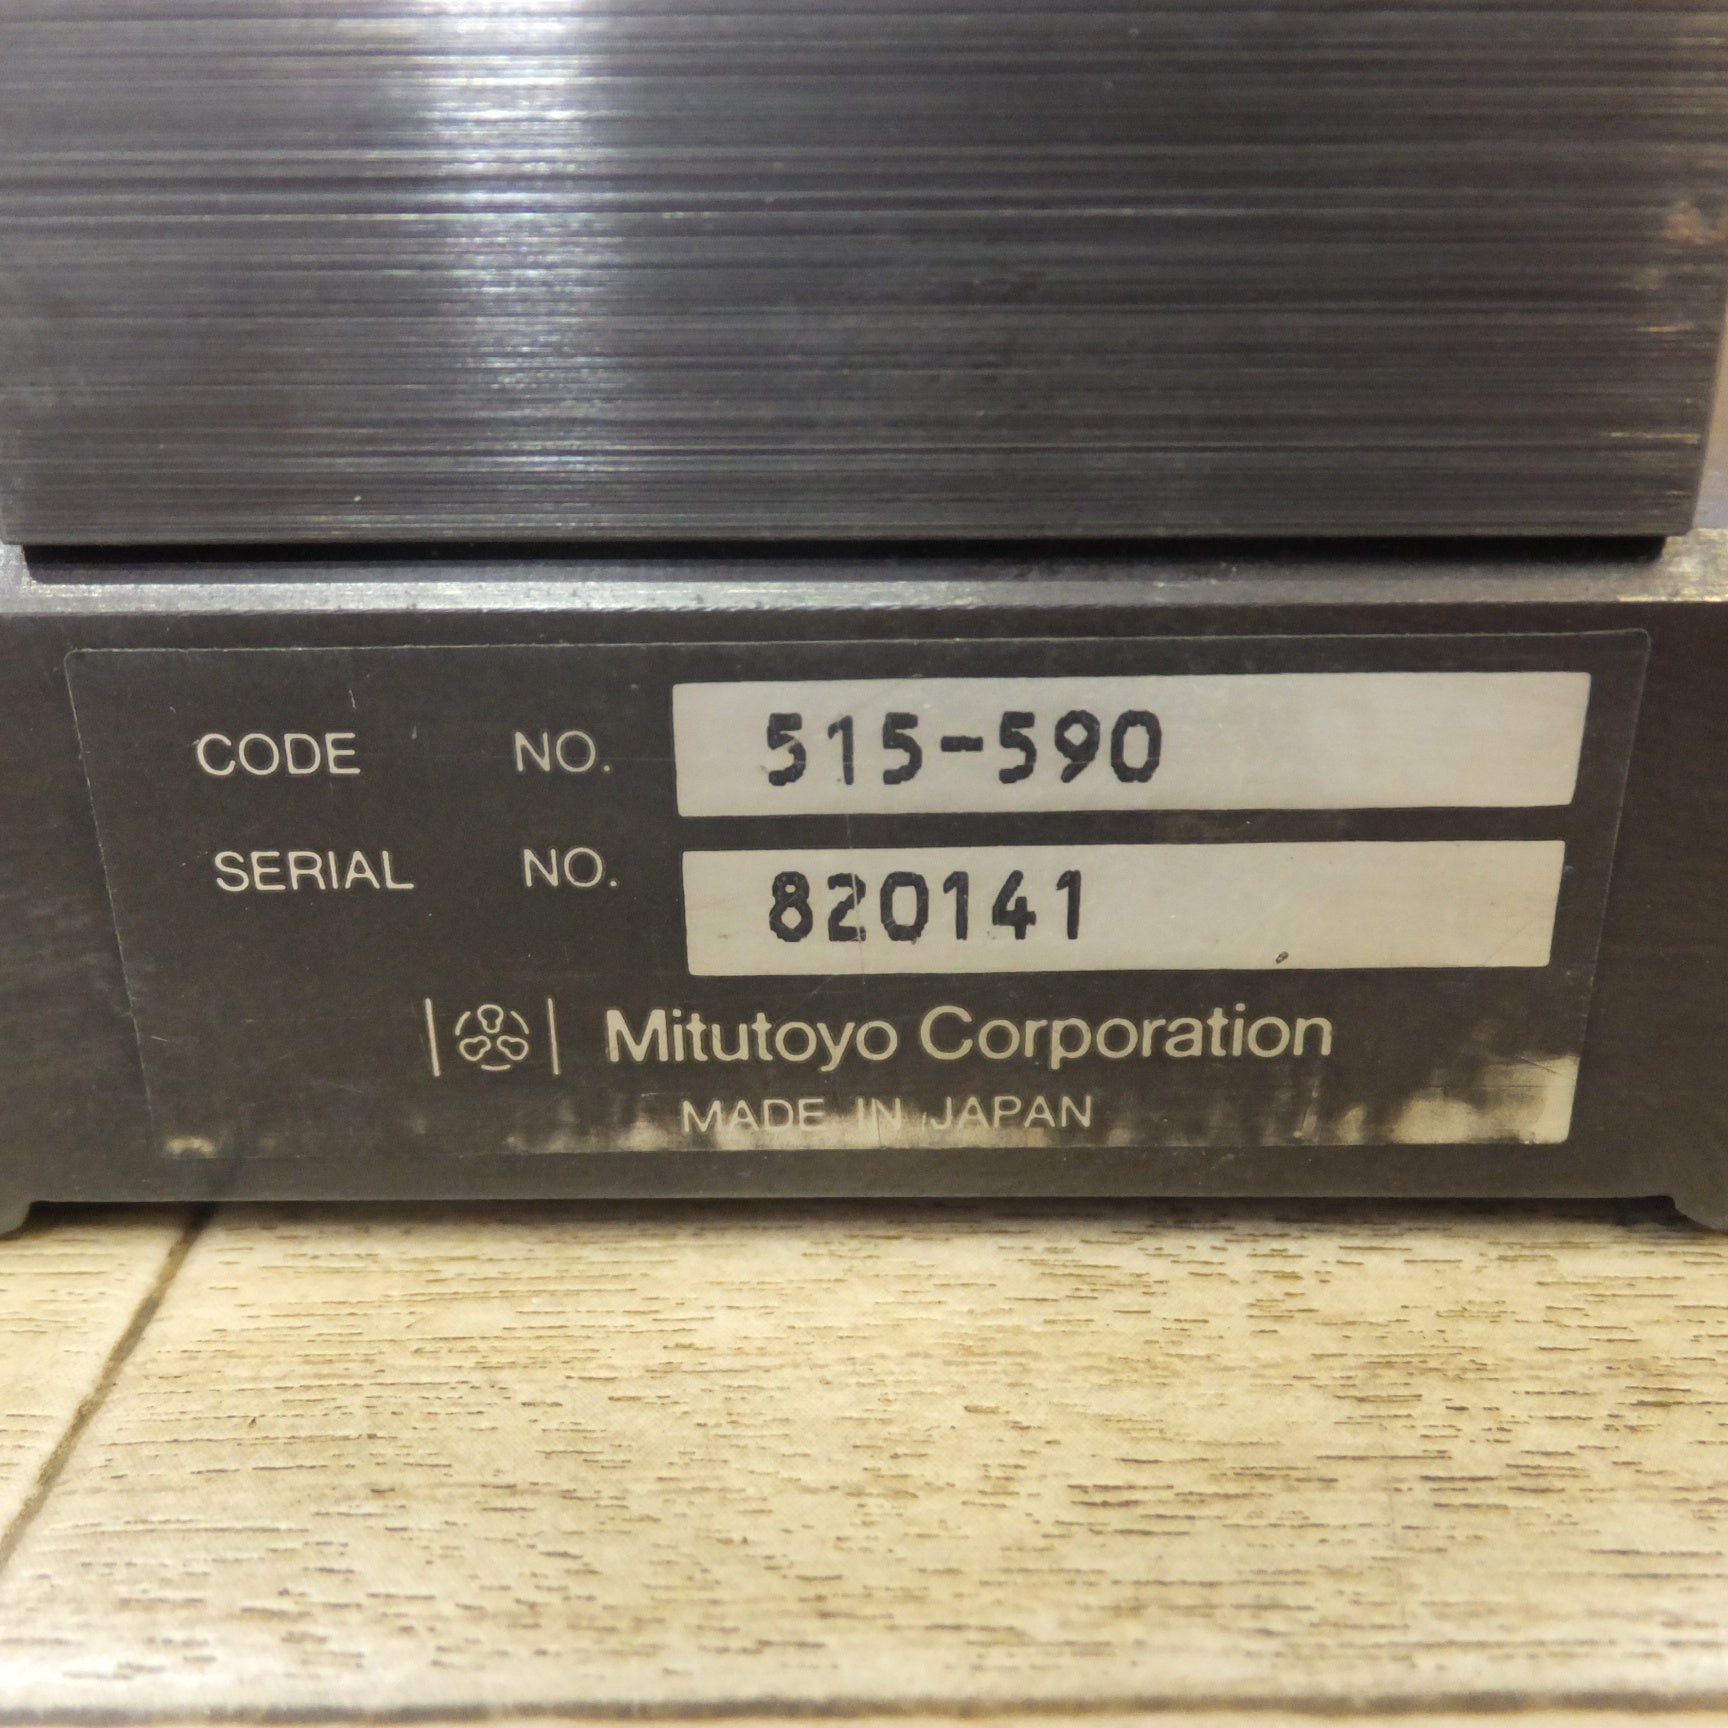 CODE NO. 515-590
SERIAL NO. 820141
Mitutoyo Corporation
MADE IN JAPAN